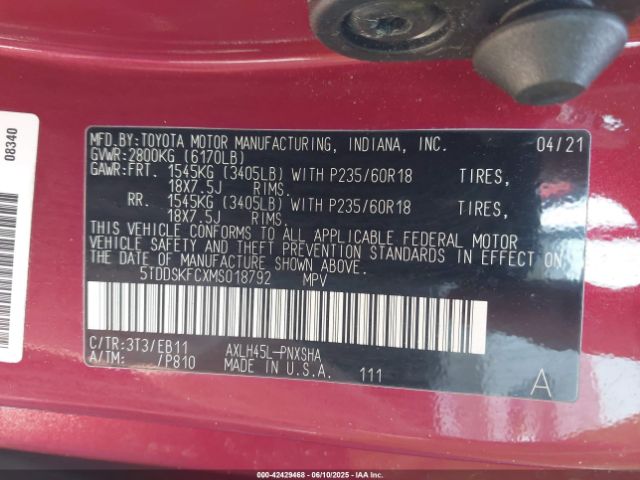 08340
MFD.BY:TOYOTA MOTOR MANUFACTURING, INDIANA, INC. 04/21
GVWR:2800KG (6170LB)
GAWR:FRT. 1545KG (3405LB) WITH P235/60R18 TIRES,
18X7.5J RIMS.
RR. 1545KG (3405LB) WITH P235/60R18 TIRES,
18X7.5J RIMS.
THIS VEHICLE CONFORMS TO ALL APPLICABLE FEDERAL MOTOR
VEHICLE SAFETY AND THEFT PREVENTION STANDARDS IN EFFECT ON
THE DATE OF MANUFACTURE SHOWN ABOVE.
5TDDSKFCXMS018792 MPV
C/TR:3T3/EB11 AXLH45L-PNXSHA
A/TM: /P810 MADE IN U.S.A. 111 A
000-42429468 - 06/10/2025 - IAAI.COM